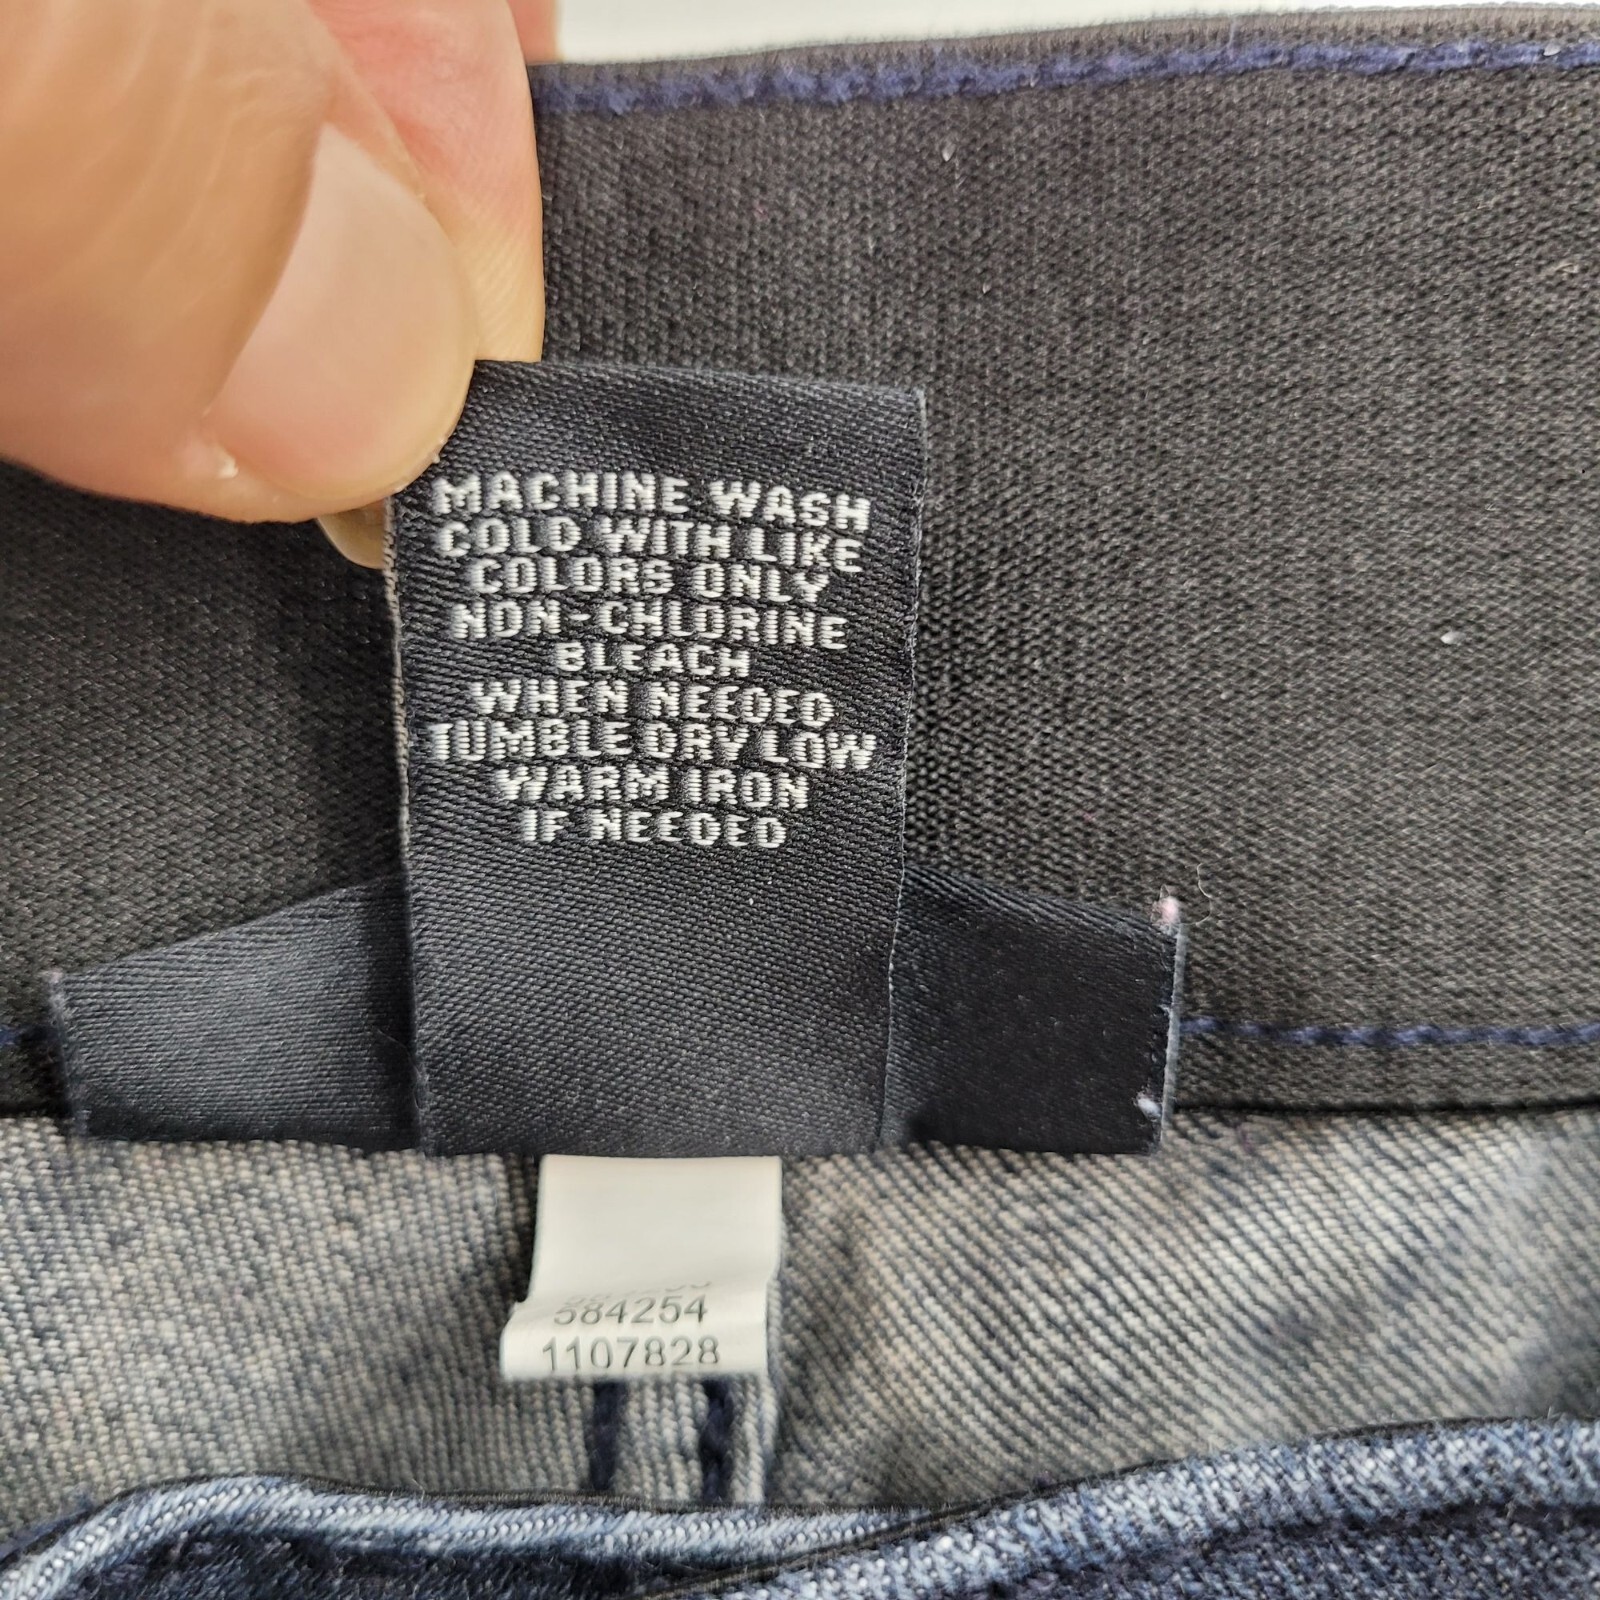 MACHINE WASH
COLD WITH LIKE
COLORS ONLY
NON-CHLORINE
BLEACH
WHEN NEEDED
TUMBLE DRY LOW
WARM IRON
IF NEEDED
584254
1107828